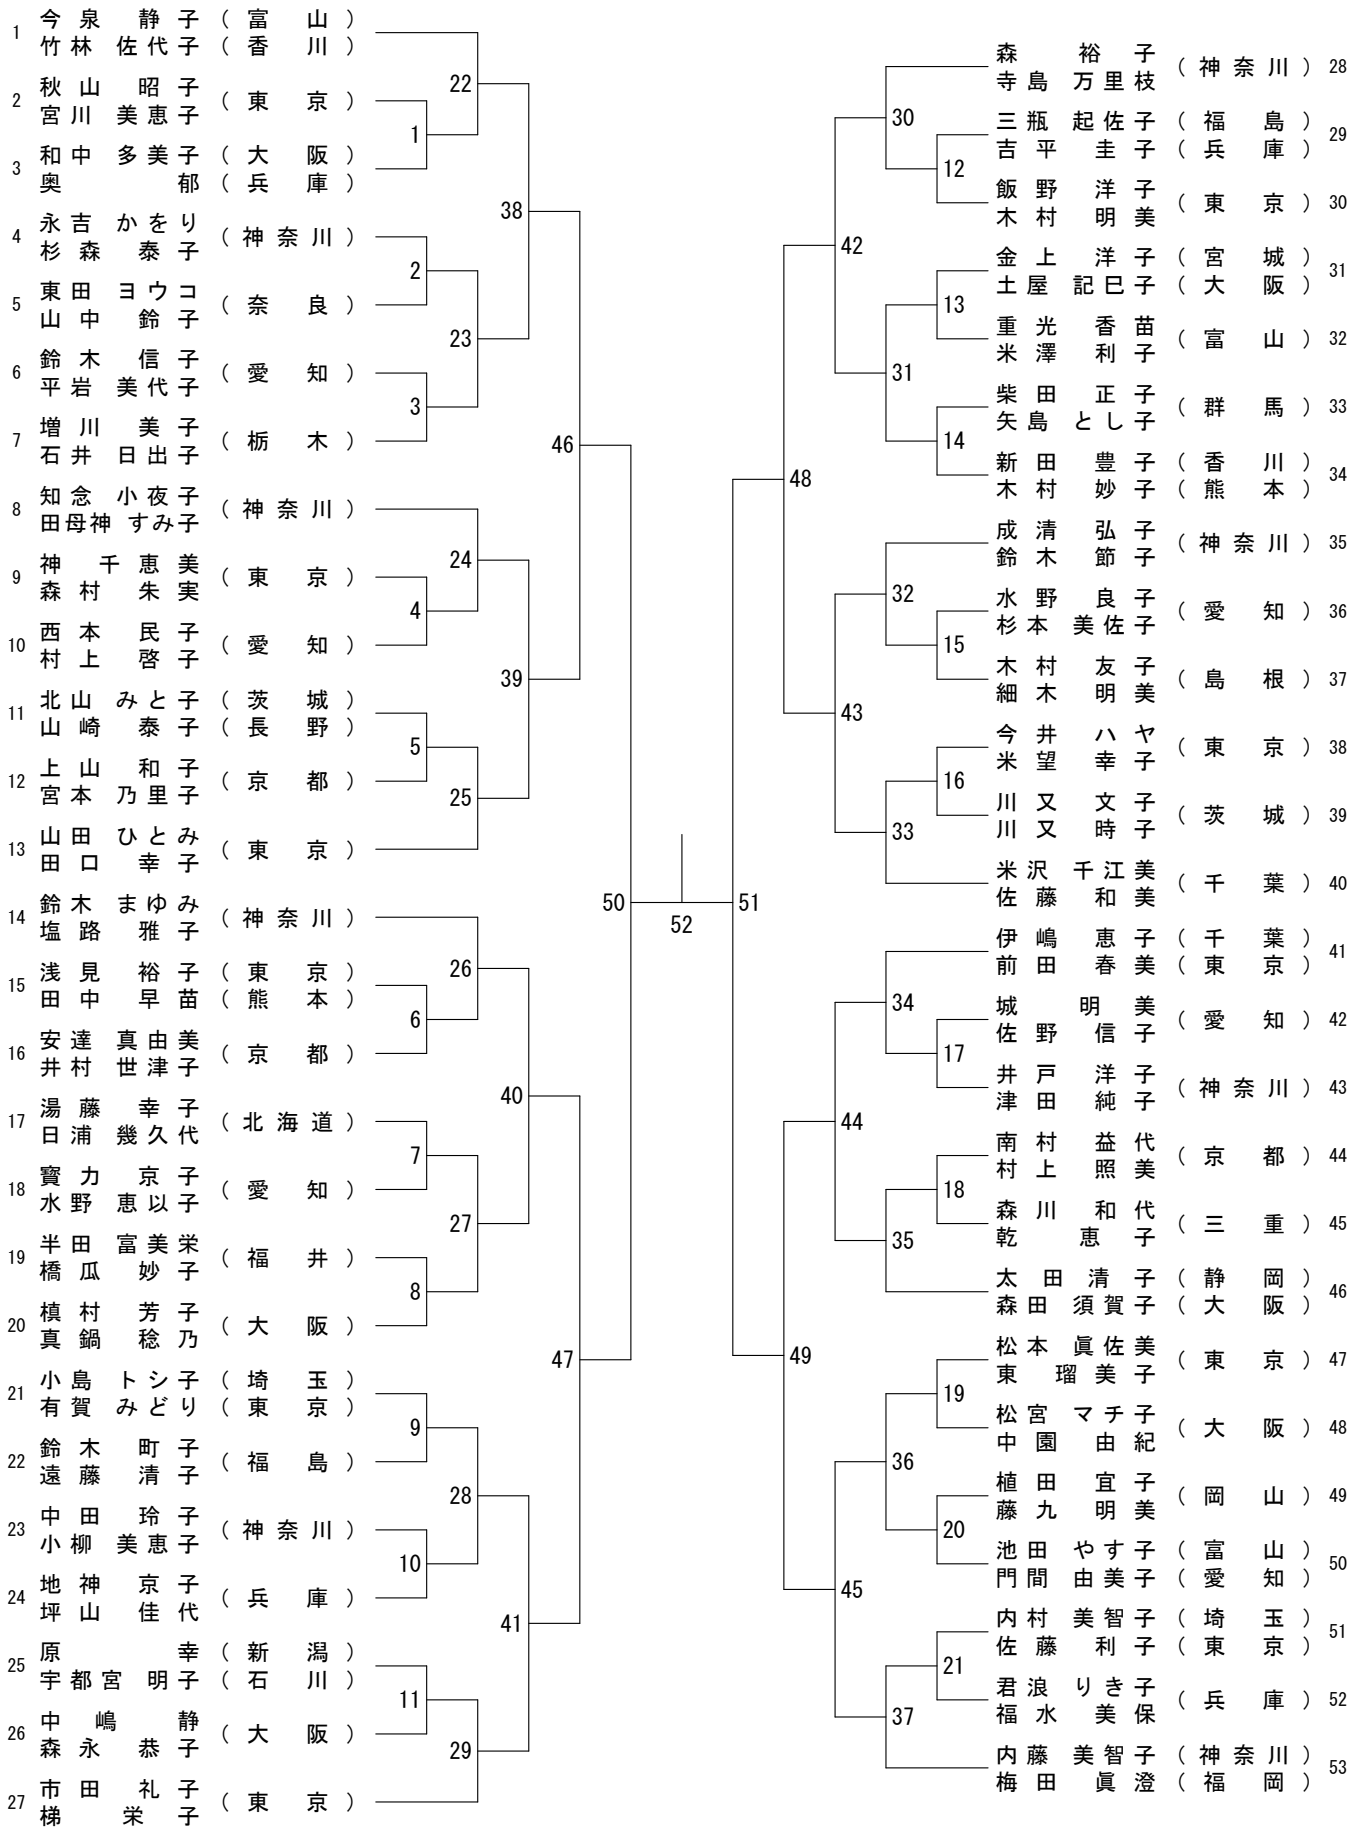 1 今泉 静子 (富山)
竹林 佐代子 (香川)
2 秋山 昭子 (東京)
宮川 美恵子
3 和中 多美子 (大阪)
奥 郁 (兵庫)
4 永吉 かをり (神奈川)
杉森 泰子
5 東田 ヨウコ (奈良)
山中 鈴子
6 鈴木 信子 (愛知)
平岩 美代子
7 増川 美子 (栃木)
石井 日出子
8 知念 小夜子 (神奈川)
田母神 すみ子
9 神 千恵美 (東京)
森村 朱実
10 西本 民子 (愛知)
村上 啓子
11 北山 みと子 (茨城)
山崎 泰子 (長野)
12 上山 和子 (京都)
宮本 乃里子
13 山田 ひとみ (東京)
田口 幸子
14 鈴木 まゆみ (神奈川)
塩路 雅子
15 浅見 裕子 (東京)
田中 早苗 (熊本)
16 安達 真由美 (京都)
井村 世津子
17 湯藤 幸子 (北海道)
日浦 幾久代
18 寳力 京子 (愛知)
水野 恵以子
19 半田 富美栄 (福井)
橋瓜 妙子
20 槙村 芳子 (大阪)
真鍋 稔乃
21 小島 トシ子 (埼玉)
有賀 みどり (東京)
22 鈴木 町子 (福島)
遠藤 清子
23 中田 玲子 (神奈川)
小柳 美恵子
24 地神 京子 (兵庫)
坪山 佳代
25 原 幸 (新潟)
宇都宮 明子 (石川)
26 中嶋 静 (大阪)
森永 恭子
27 市田 礼子 (東京)
梯 栄子
1
2
3
4
5
6
7
8
9
10
11
22
23
24
25
26
27
28
29
38
39
40
41
46
47
50
52
51
48
49
42
43
44
45
30
31
32
33
34
35
36
37
12
13
14
15
16
17
18
19
20
21
森 裕子 (神奈川) 28
寺島 万里枝
三瓶 起佐子 (福島) 29
吉平 圭子 (兵庫)
飯野 洋子 (東京) 30
木村 明美
金上 洋子 (宮城) 31
土屋 記巳子 (大阪)
重光 香苗 (富山) 32
米澤 利子
柴田 正子 (群馬) 33
矢島 とし子
新田 豊子 (香川) 34
木村 妙子 (熊本)
成清 弘子 (神奈川) 35
鈴木 節子
水野 良子 (愛知) 36
杉本 美佐子
木村 友子 (島根) 37
細木 明美
今井 ハヤ (東京) 38
米望 幸子
川又 文子 (茨城) 39
川又 時子
米沢 千江美 (千葉) 40
佐藤 和美
伊嶋 恵子 (千葉) 41
前田 春美 (東京)
城 明美 (愛知) 42
佐野 信子
井戸 洋子 (神奈川) 43
津田 純子
南村 益代 (京都) 44
村上 照美
森川 和代 (三重) 45
乾 恵子
太田 清子 (静岡) 46
森田 須賀子 (大阪)
松本 眞佐美 (東京) 47
東 瑠美子
松宮 マチ子 (大阪) 48
中園 由紀
植田 宜子 (岡山) 49
藤九 明美
池田 やす子 (富山) 50
門間 由美子 (愛知)
内村 美智子 (埼玉) 51
佐藤 利子 (東京)
君浪 りき子 (兵庫) 52
福水 美保
内藤 美智子 (神奈川) 53
梅田 眞澄 (福岡)